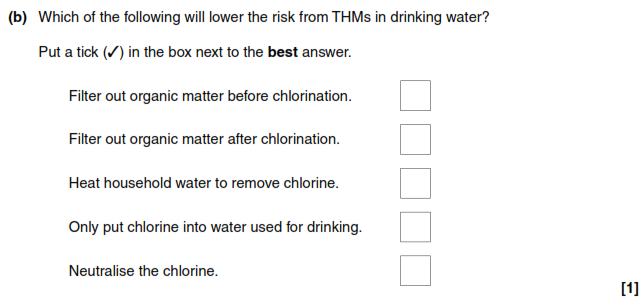 (b) Which of the following will lower the risk from THMs in drinking water?
Put a tick (✓) in the box next to the best answer.
Filter out organic matter before chlorination.
Filter out organic matter after chlorination.
Heat household water to remove chlorine.
Only put chlorine into water used for drinking.
Neutralise the chlorine.
[1]